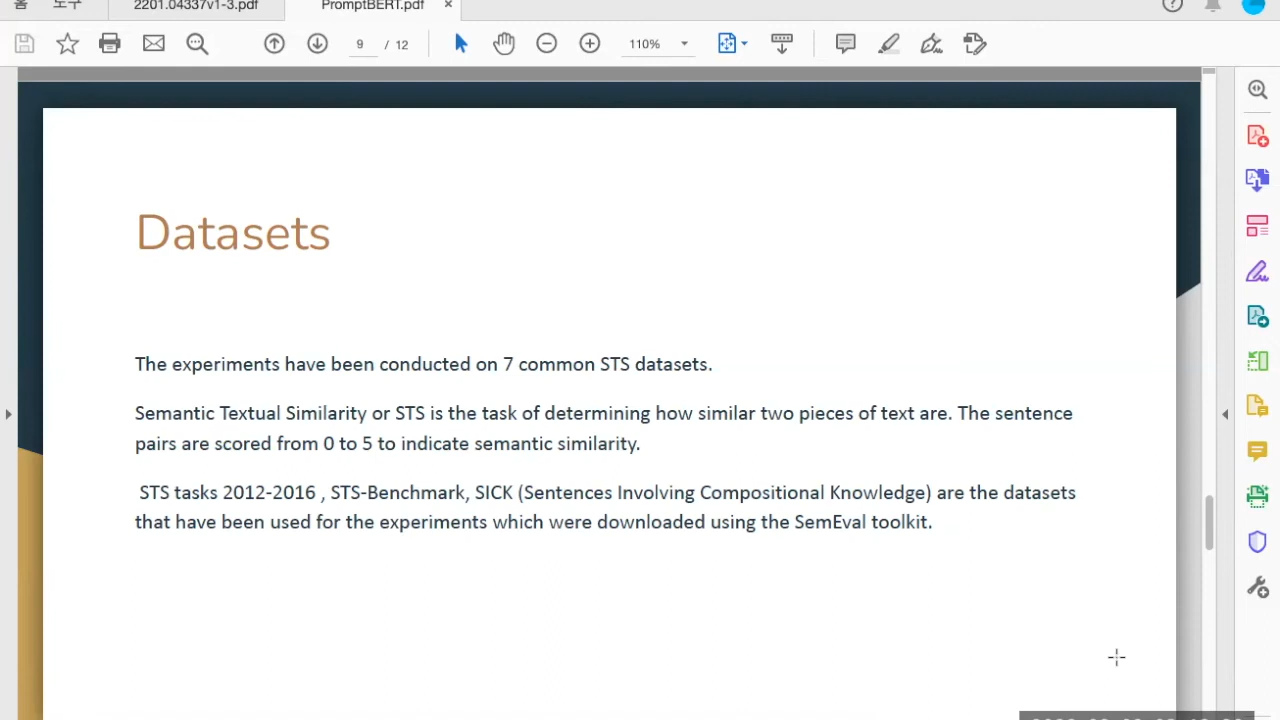 홈 도구 2201.04337v1-3.pdf PromptBERT.pdf ×
9 / 12 110%
Datasets
The experiments have been conducted on 7 common STS datasets.
Semantic Textual Similarity or STS is the task of determining how similar two pieces of text are. The sentence
pairs are scored from 0 to 5 to indicate semantic similarity.
STS tasks 2012-2016 , STS-Benchmark, SICK (Sentences Involving Compositional Knowledge) are the datasets
that have been used for the experiments which were downloaded using the SemEval toolkit.